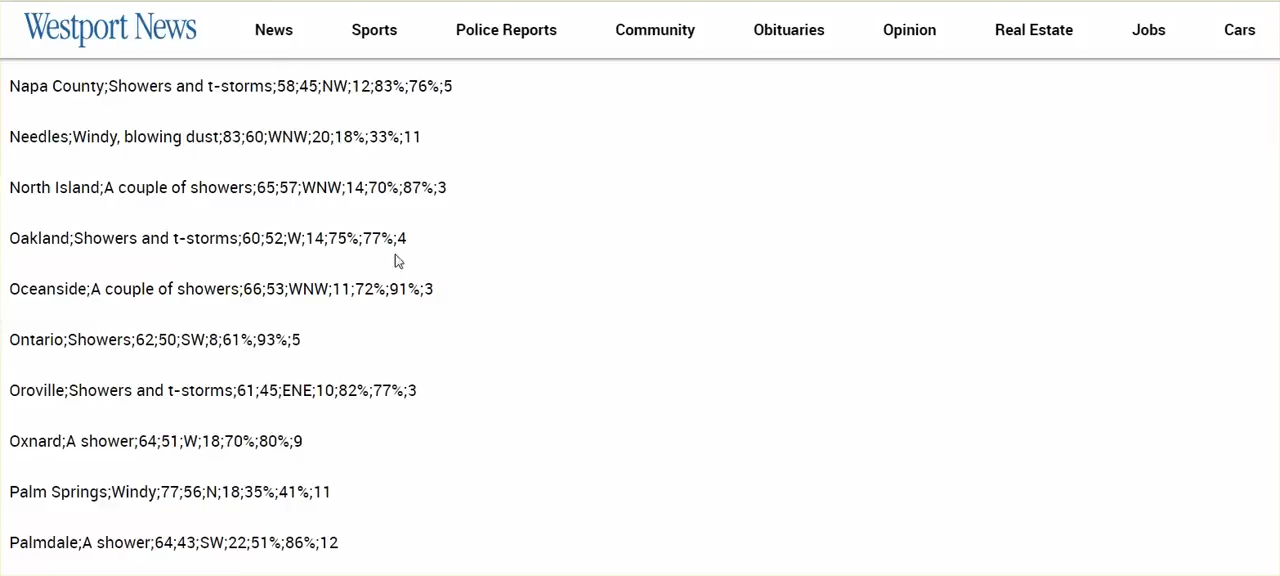 Westport News News Sports Police Reports Community Obituaries Opinion Real Estate Jobs Cars
Napa County;Showers and t-storms;58;45;NW;12;83%;76%;5
Needles;Windy, blowing dust;83;60;WNW;20;18%;33%;11
North Island;A couple of showers;65;57;WNW;14;70%;87%;3
Oakland;Showers and t-storms;60;52;W;14;75%;77%;4
Oceanside;A couple of showers;66;53;WNW;11;72%;91%;3
Ontario;Showers;62;50;SW;8;61%;93%;5
Oroville;Showers and t-storms;61;45;ENE;10;82%;77%;3
Oxnard;A shower;64;51;W;18;70%;80%;9
Palm Springs;Windy;77;56;N;18;35%;41%;11
Palmdale;A shower;64;43;SW;22;51%;86%;12